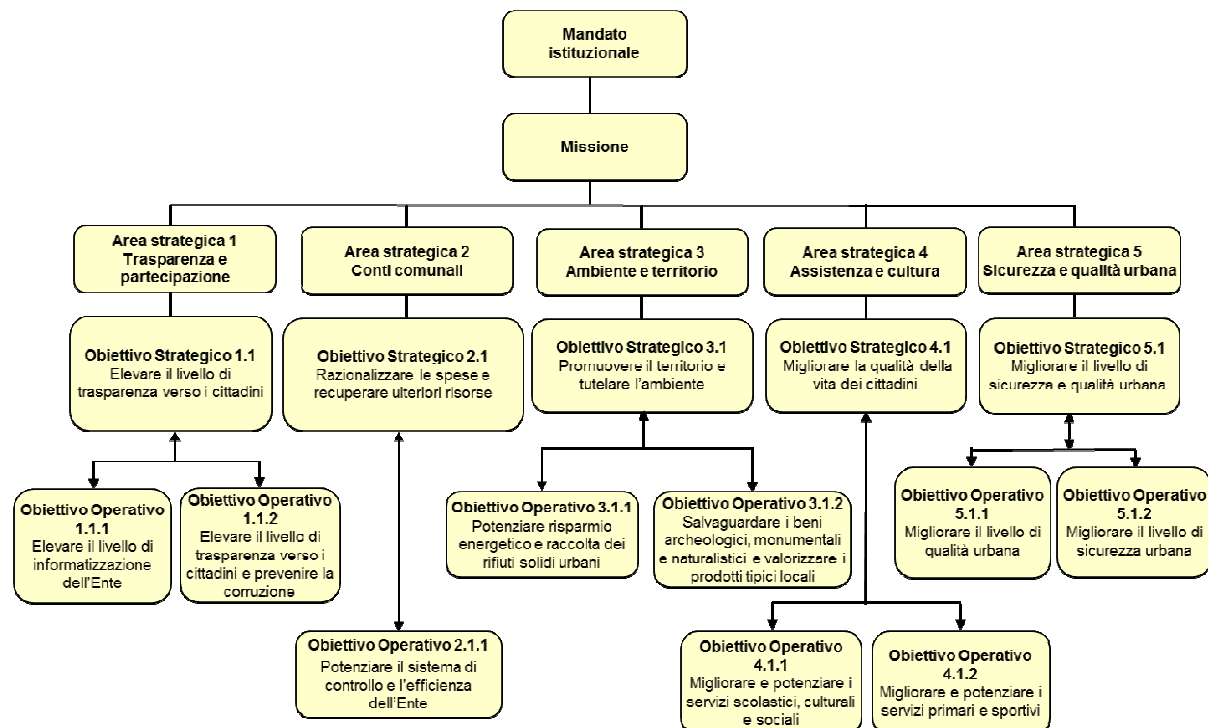 Mandato
istituzionale
Missione
Area strategica 1
Trasparenza e
partecipazione
Area strategica 2
Conti comunali
Area strategica 3
Ambiente e territorio
Area strategica 4
Assistenza e cultura
Area strategica 5
Sicurezza e qualità urbana
Obiettivo Strategico 1.1
Elevare il livello di
trasparenza verso i cittadini
Obiettivo Strategico 2.1
Razionalizzare le spese e
recuperare ulteriori risorse
Obiettivo Strategico 3.1
Promuovere il territorio e
tutelare l'ambiente
Obiettivo Strategico 4.1
Migliorare la qualità della
vita dei cittadini
Obiettivo Strategico 5.1
Migliorare il livello di
sicurezza e qualità urbana
Obiettivo Operativo
1.1.1
Elevare il livello di
informatizzazione
dell'Ente
Obiettivo Operativo
1.1.2
Elevare il livello di
trasparenza verso i
cittadini e prevenire la
corruzione
Obiettivo Operativo 3.1.1
Potenziare risparmio
energetico e raccolta dei
rifiuti solidi urbani
Obiettivo Operativo 3.1.2
Salvaguardare i beni
archeologici, monumentali
e naturalistici e valorizzare i
prodotti tipici locali
Obiettivo Operativo
5.1.1
Migliorare il livello di
qualità urbana
Obiettivo Operativo
5.1.2
Migliorare il livello di
sicurezza urbana
Obiettivo Operativo 2.1.1
Potenziare il sistema di
controllo e l'efficienza
dell'Ente
Obiettivo Operativo
4.1.1
Migliorare e potenziare i
servizi scolastici, culturali
e sociali
Obiettivo Operativo
4.1.2
Migliorare e potenziare i
servizi primari e sportivi